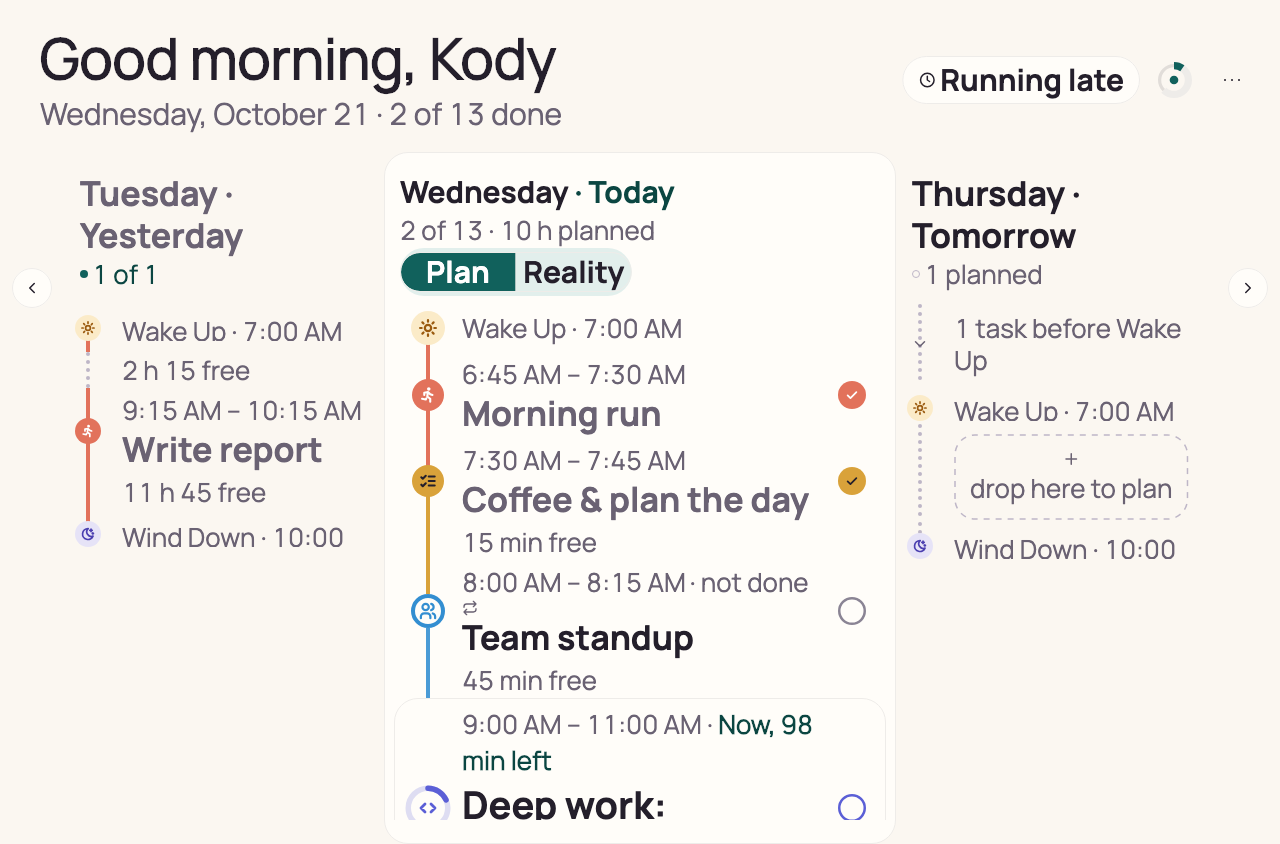 Good morning, Kody
Wednesday, October 21 · 2 of 13 done
Running late
Tuesday ·
Yesterday
1 of 1
Wake Up · 7:00 AM
2 h 15 free
9:15 AM – 10:15 AM
Write report
11 h 45 free
Wind Down · 10:00
Wednesday · Today
2 of 13 · 10 h planned
Plan Reality
Wake Up · 7:00 AM
6:45 AM – 7:30 AM
Morning run
7:30 AM – 7:45 AM
Coffee & plan the day
15 min free
8:00 AM – 8:15 AM · not done
Team standup
45 min free
9:00 AM – 11:00 AM · Now, 98
min left
Deep work:
Thursday ·
Tomorrow
1 planned
1 task before Wake
Up
Wake Up · 7:00 AM
+
drop here to plan
Wind Down · 10:00